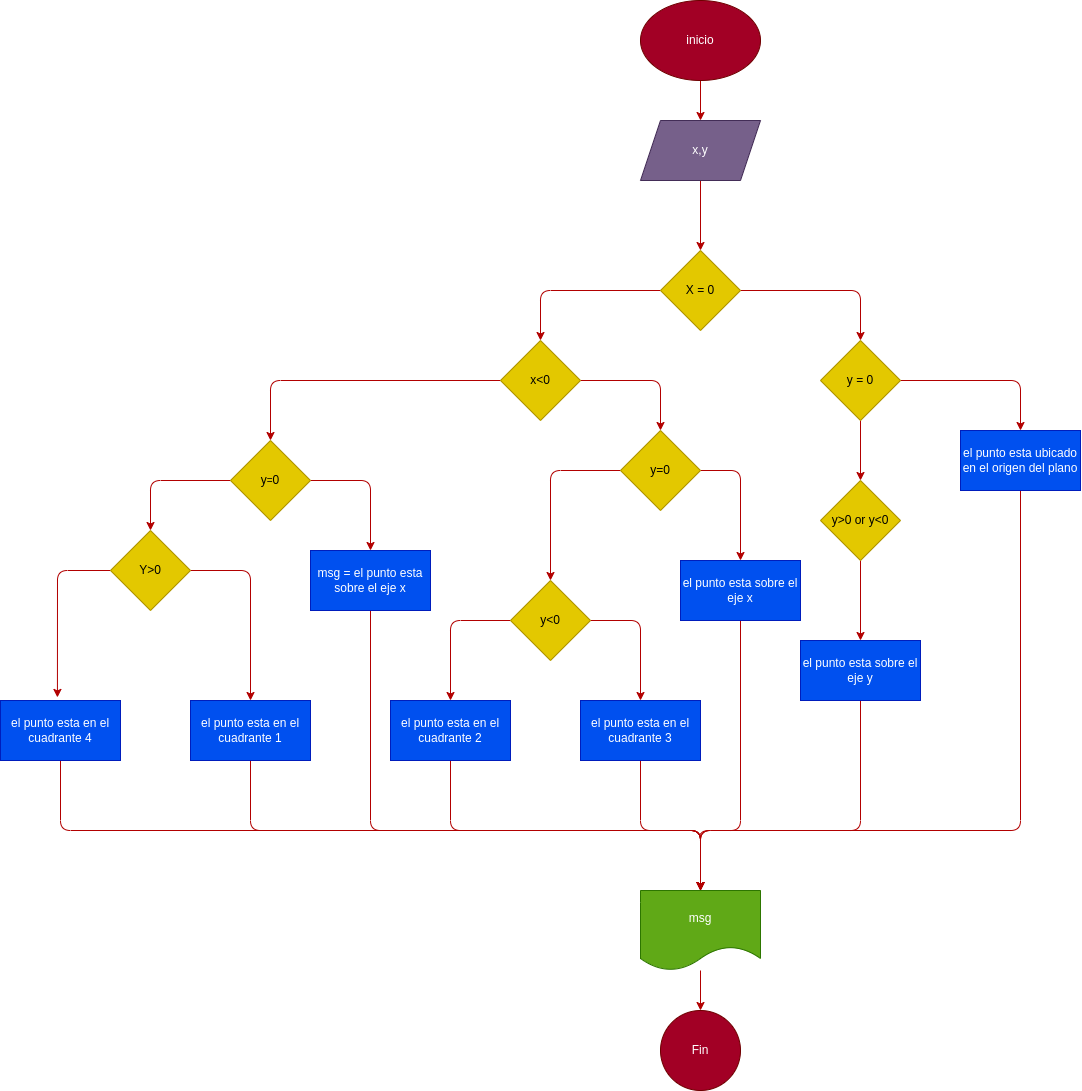 inicio
x,y
X = 0
x<0
y = 0
y=0
y=0
el punto esta ubicado
en el origen del plano
Y>0
msg = el punto esta
sobre el eje x
y<0
el punto esta sobre el
eje x
y>0 or y<0
el punto esta sobre el
eje y
el punto esta en el
cuadrante 4
el punto esta en el
cuadrante 1
el punto esta en el
cuadrante 2
el punto esta en el
cuadrante 3
msg
Fin